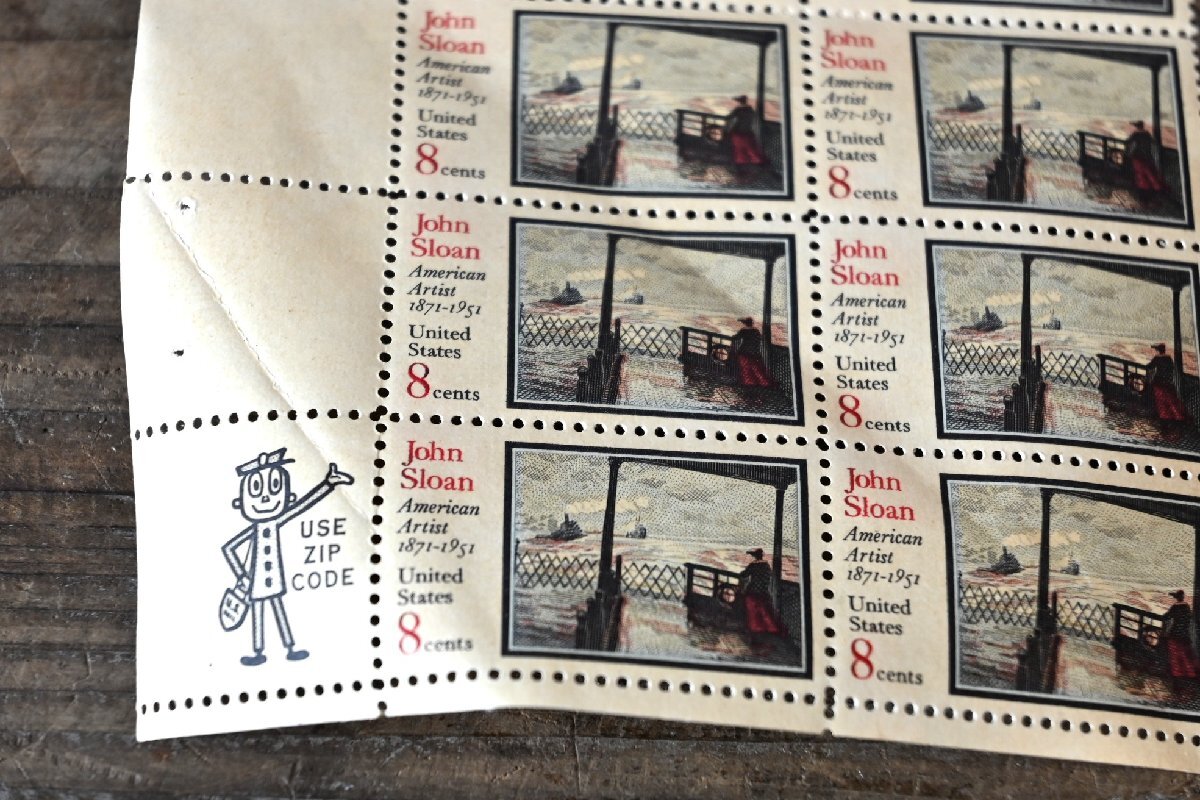 John
Sloan
American
Artist
1871-1951
United
States
8 cents
John
Sloan
American
Artist
1871-1951
United
States
8 cents
John
Sloan
American
Artist
1871-1951
United
States
8 cents
John
Sloan
American
Artist
1871-1951
United
States
8 cents
USE
ZIP
CODE
John
Sloan
American
Artist
1871-1951
United
States
8 cents
John
Sloan
American
Artist
1871-1951
United
States
8 cents